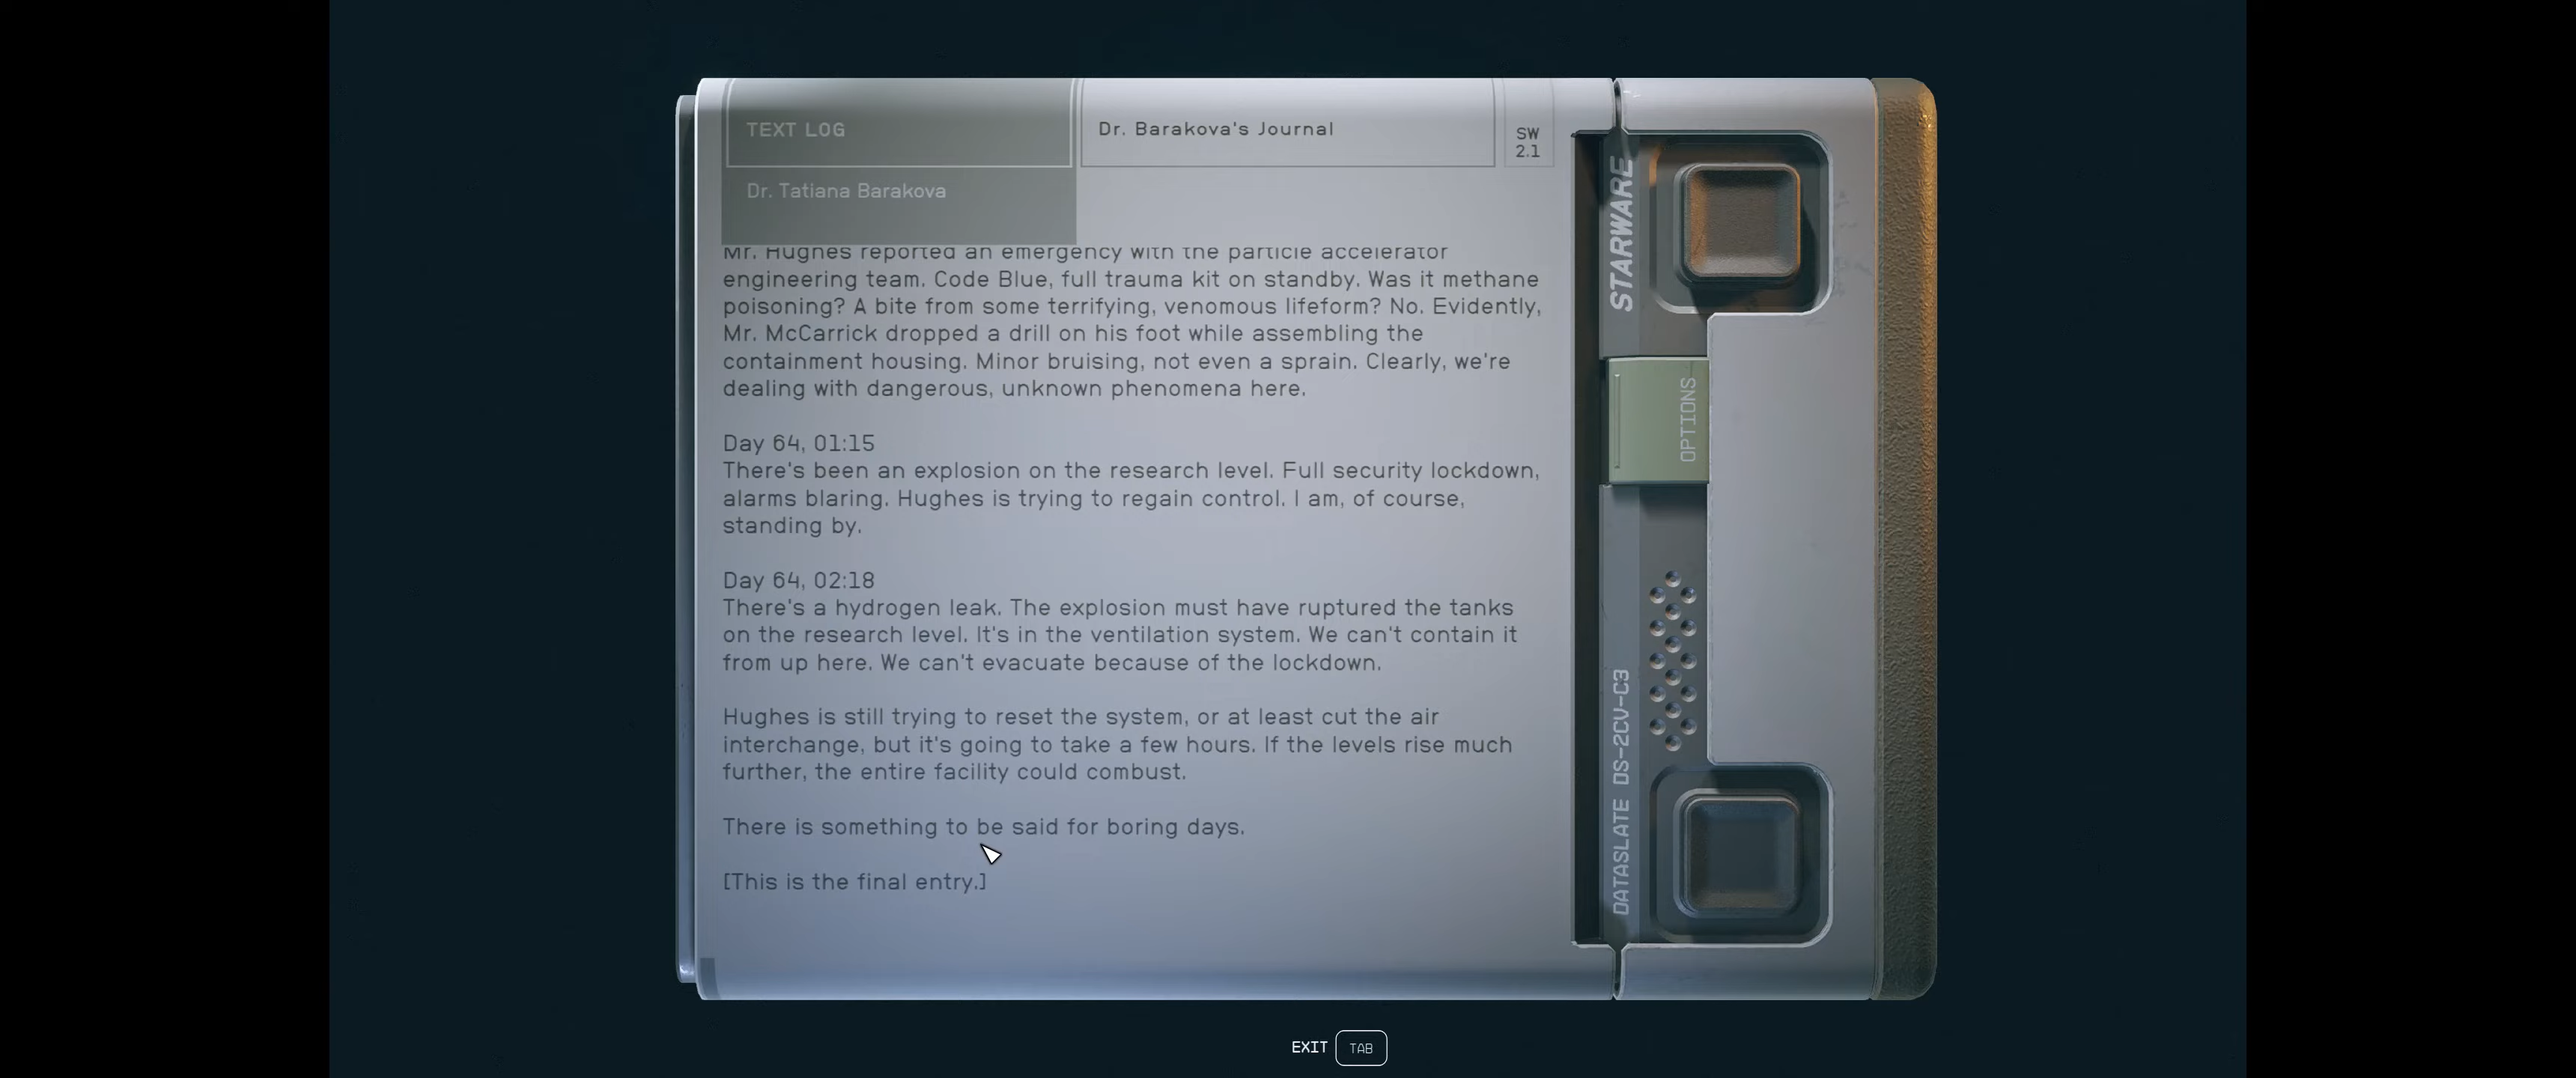 TEXT LOG
Dr. Barakova's Journal
SW
2.1
Dr. Tatiana Barakova
Mr. Hughes reported an emergency with the particle accelerator
engineering team. Code Blue, full trauma kit on standby. Was it methane
poisoning? A bite from some terrifying, venomous lifeform? No. Evidently,
Mr. McCarrick dropped a drill on his foot while assembling the
containment housing. Minor bruising, not even a sprain. Clearly, we're
dealing with dangerous, unknown phenomena here.
Day 64, 01:15
There's been an explosion on the research level. Full security lockdown,
alarms blaring. Hughes is trying to regain control. I am, of course,
standing by.
Day 64, 02:18
There's a hydrogen leak. The explosion must have ruptured the tanks
on the research level. It's in the ventilation system. We can't contain it
from up here. We can't evacuate because of the lockdown.
Hughes is still trying to reset the system, or at least cut the air
interchange, but it's going to take a few hours. If the levels rise much
further, the entire facility could combust.
There is something to be said for boring days.
[This is the final entry.]
STARWARE
OPTIONS
DATASLATE DS-2CV-C3
EXIT TAB